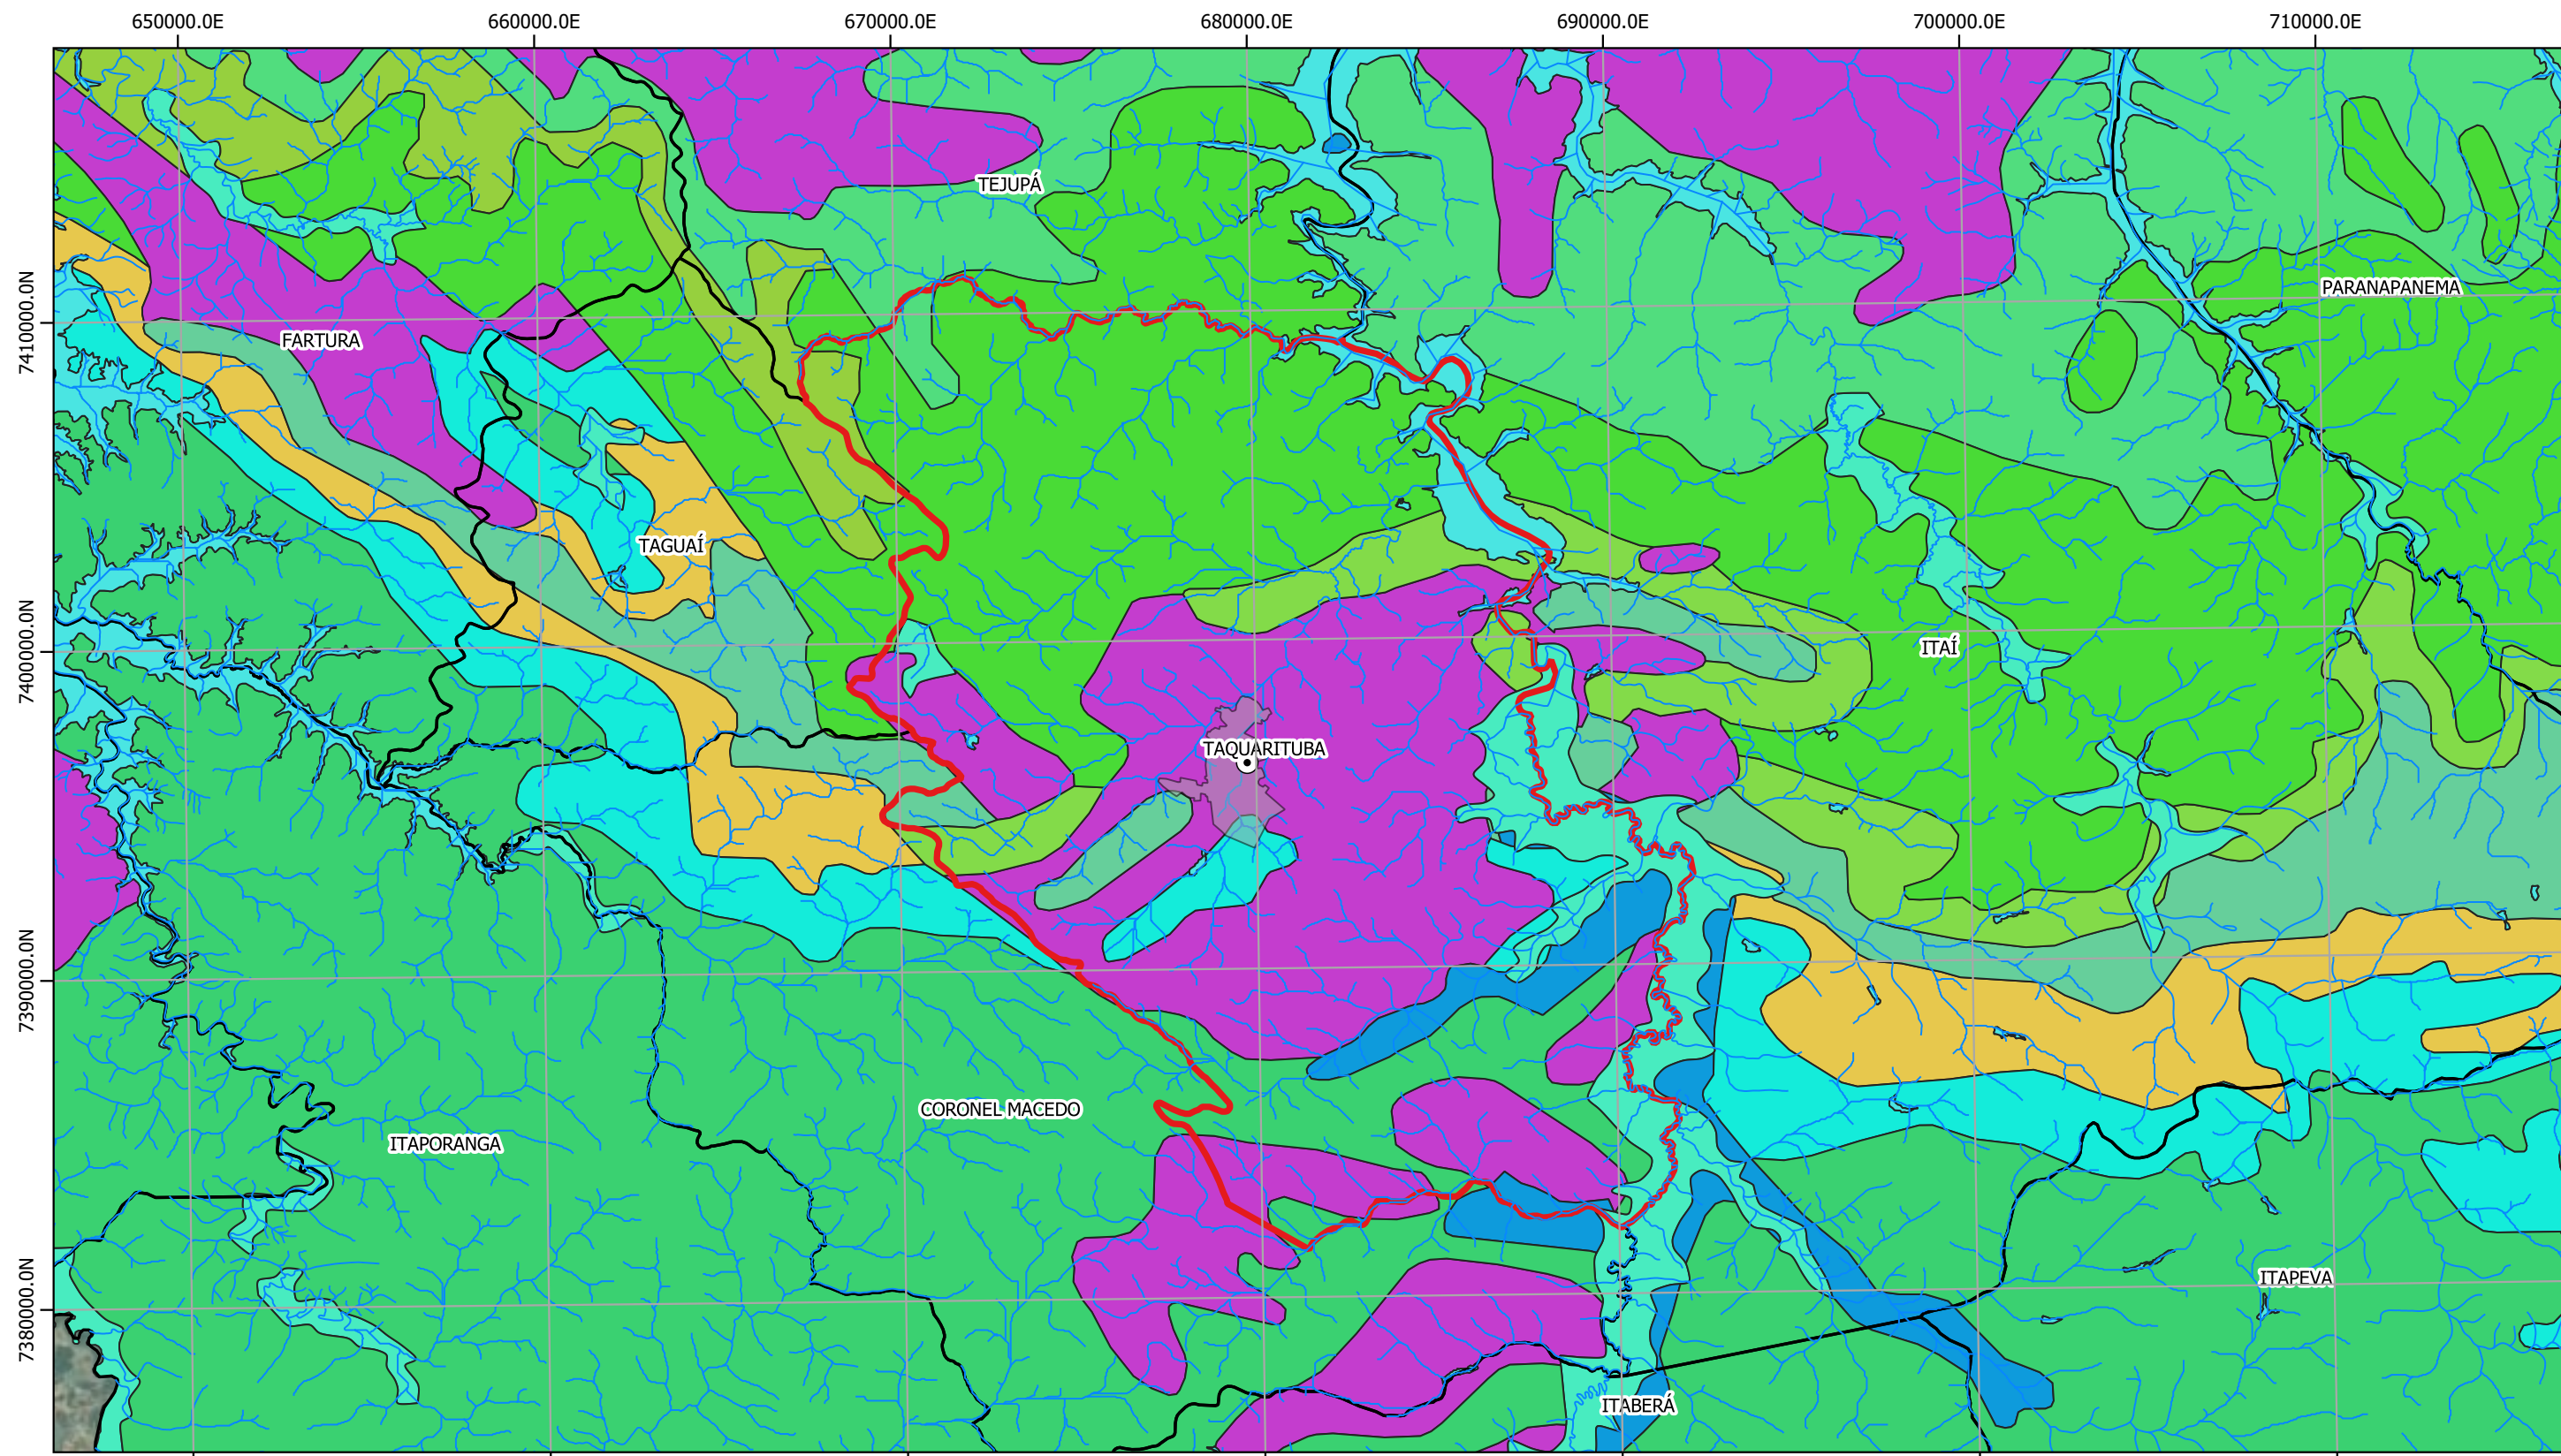 650000.0E 660000.0E 670000.0E 680000.0E 690000.0E 700000.0E 710000.0E
TEJUPÁ
PARANAPANEMA
7410000.0N
FARTURA
TAGUAÍ
7400000.0N
ITAÍ
TAQUARITUBA
7390000.0N
CORONEL MACEDO
ITAPORANGA
7380000.0N
ITAPEVA
ITABERÁ